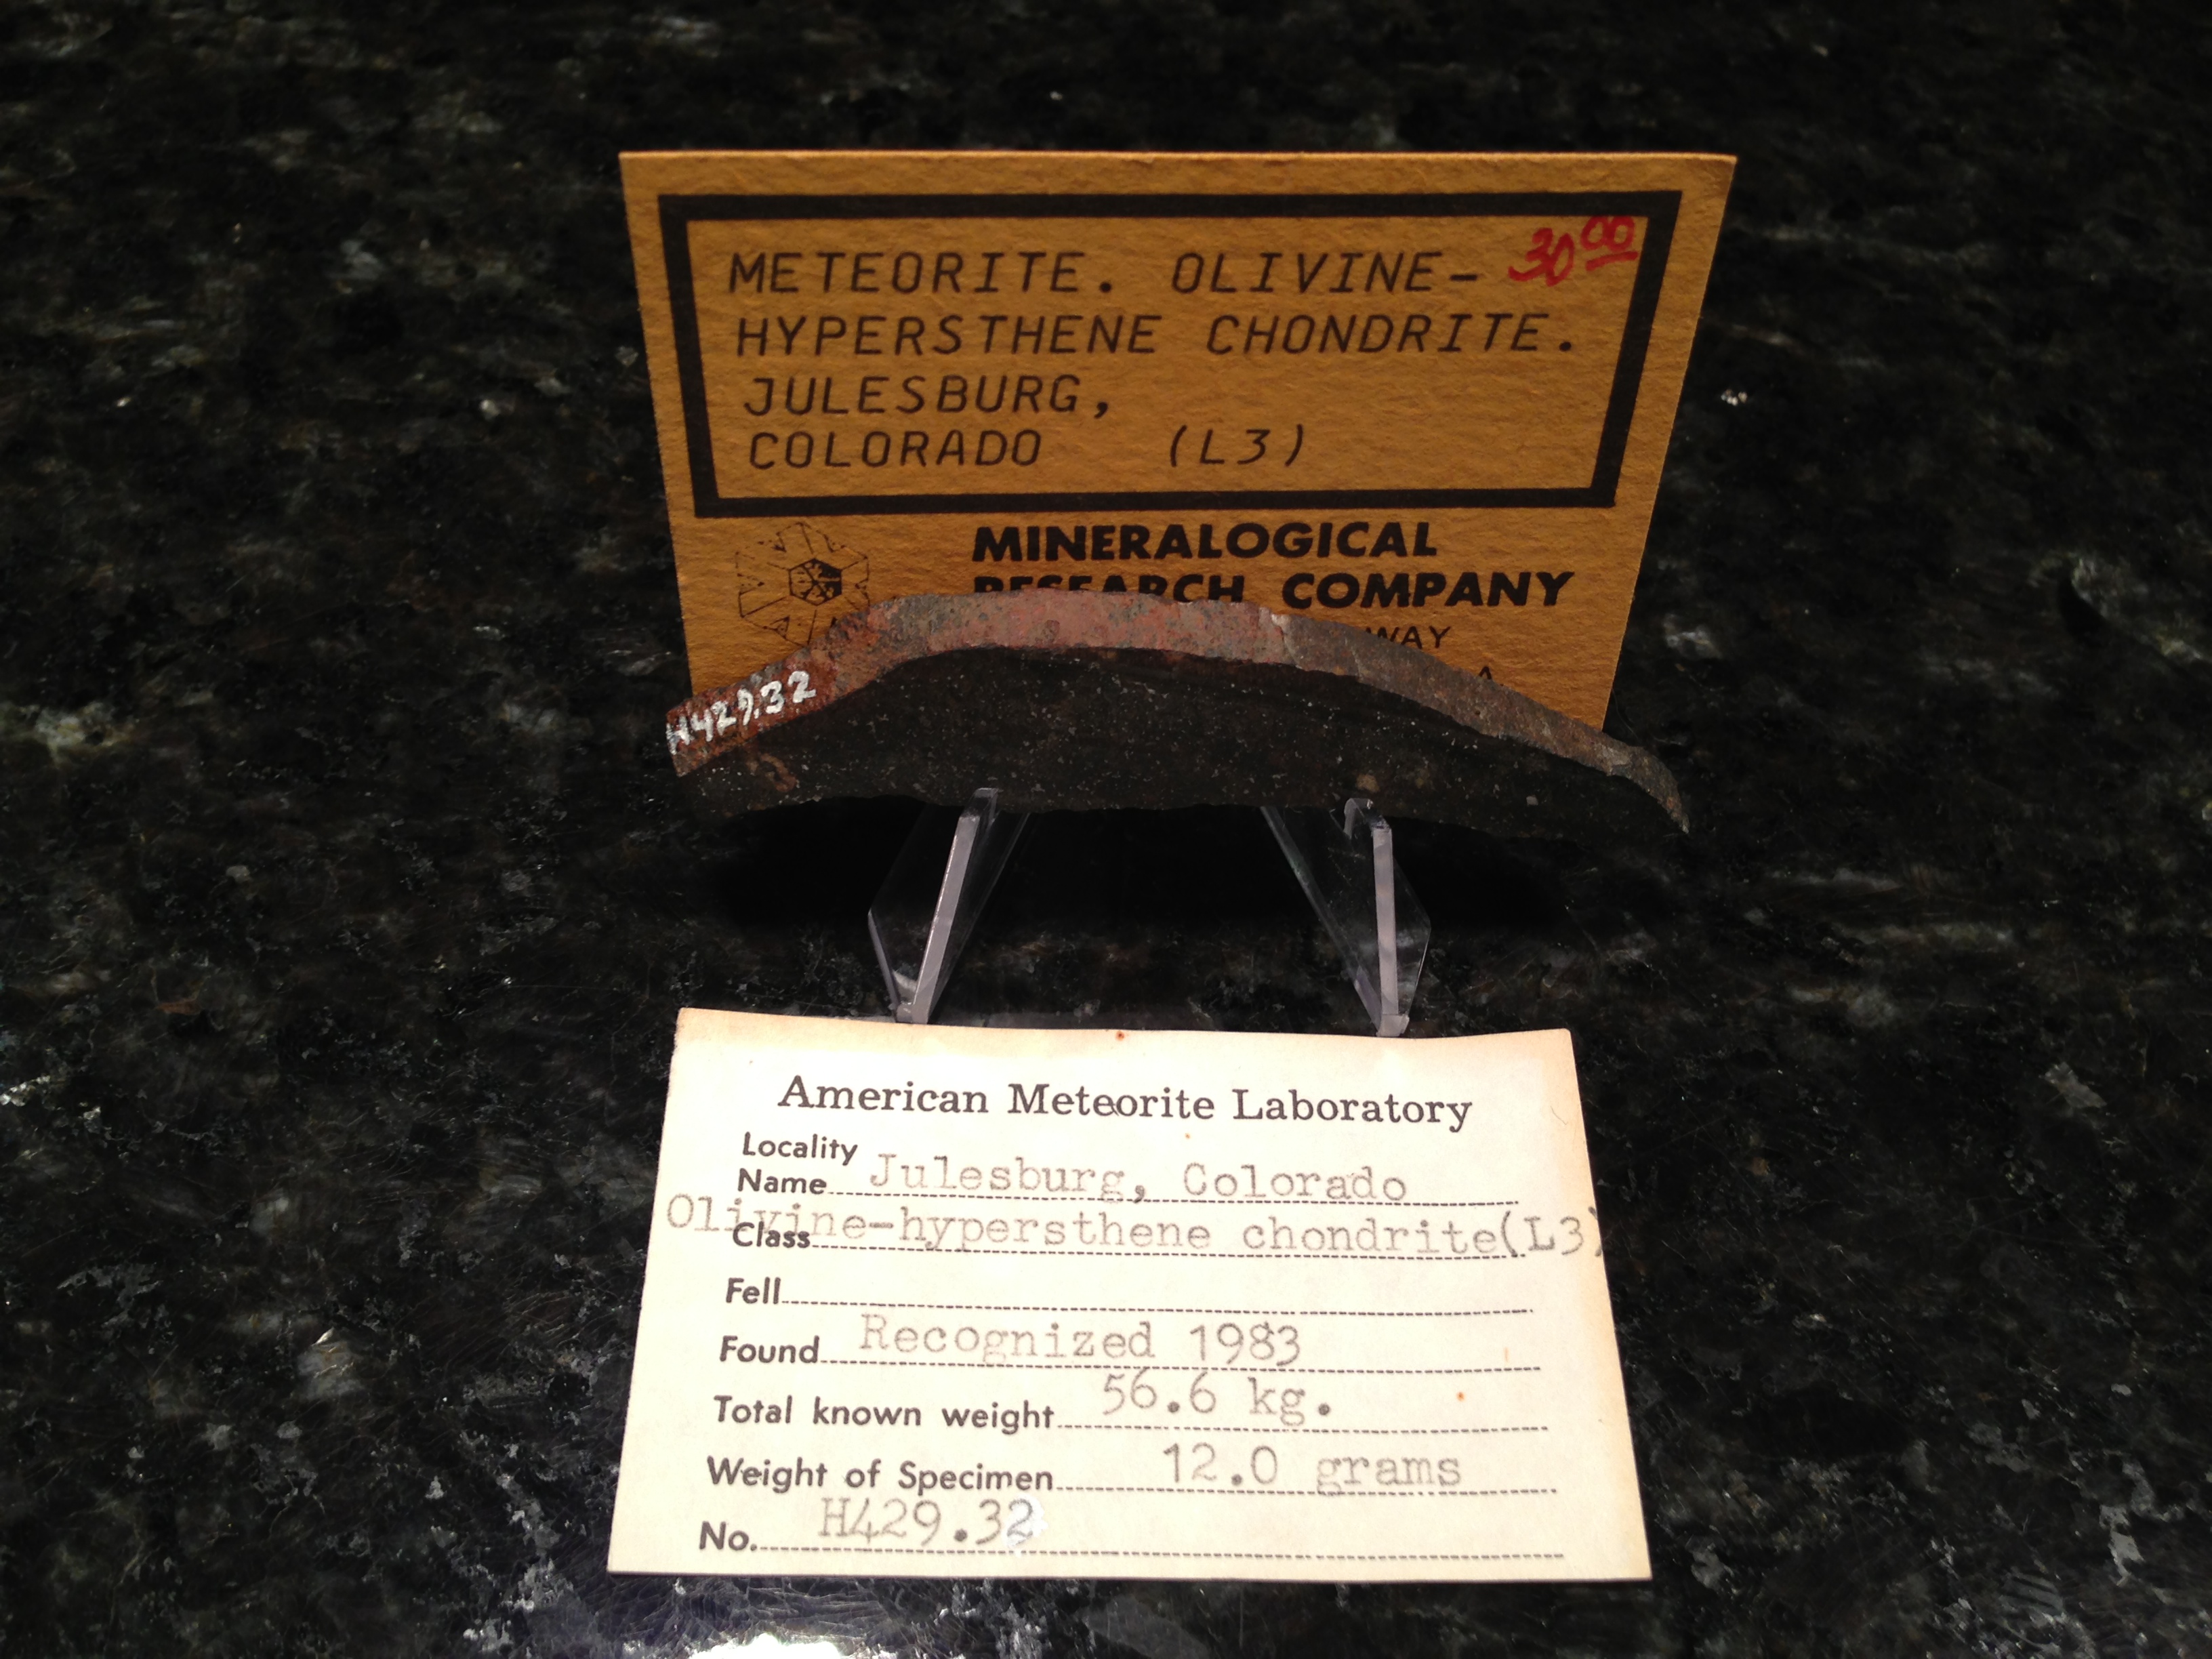 METEORITE. OLIVINE- 30 00
HYPERSTHENE CHONDRITE.
JULESBURG,
COLORADO (L3)
MINERALOGICAL
RESEARCH COMPANY
H429.32
American Meteorite Laboratory
Locality
Name Julesburg, Colorado
Class Olivine-hypersthene chondrite(L3)
Fell
Found Recognized 1983
Total known weight 56.6 kg.
Weight of Specimen 12.0 grams
No. H429.32